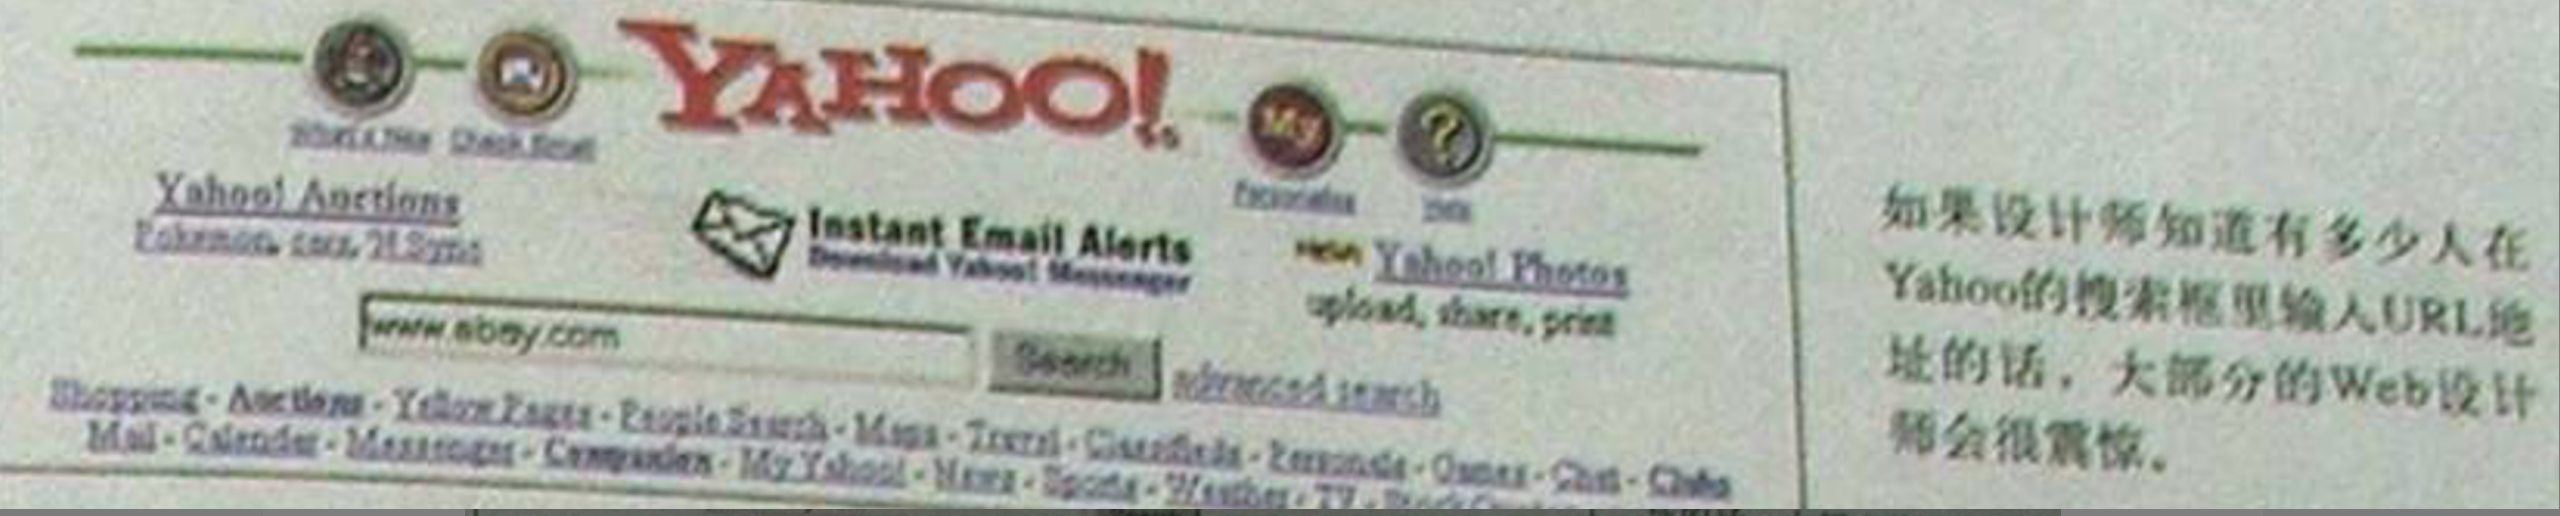 YAHOO!
What's New Check Email
Personalize Help
Yahoo! Auctions
Pokemon, cars, 'N Sync
Instant Email Alerts
Download Yahoo! Messenger
NEW! Yahoo! Photos
upload, share, print
www.ebay.com
Search
advanced search
Shopping - Auctions - Yellow Pages - People Search - Maps - Travel - Classifieds - Personals - Games - Chat - Clubs
Mail - Calendar - Messenger - Companion - My Yahoo! - News - Sports - Weather - TV - Stock
如果设计师知道有多少人在
Yahoo的搜索框里输入URL地
址的话，大部分的Web设计
师会很震惊。